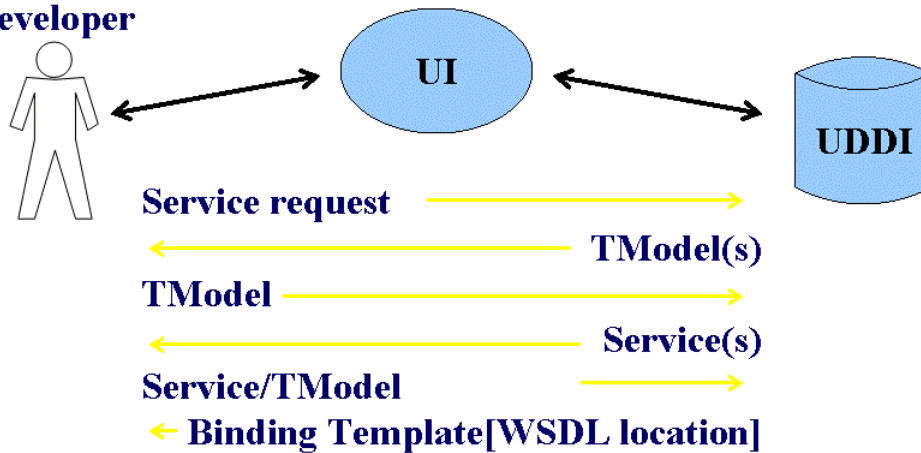 eveloper
UI
UDDI
Service request
TModel(s)
TModel
Service(s)
Service/TModel
Binding Template[WSDL location]